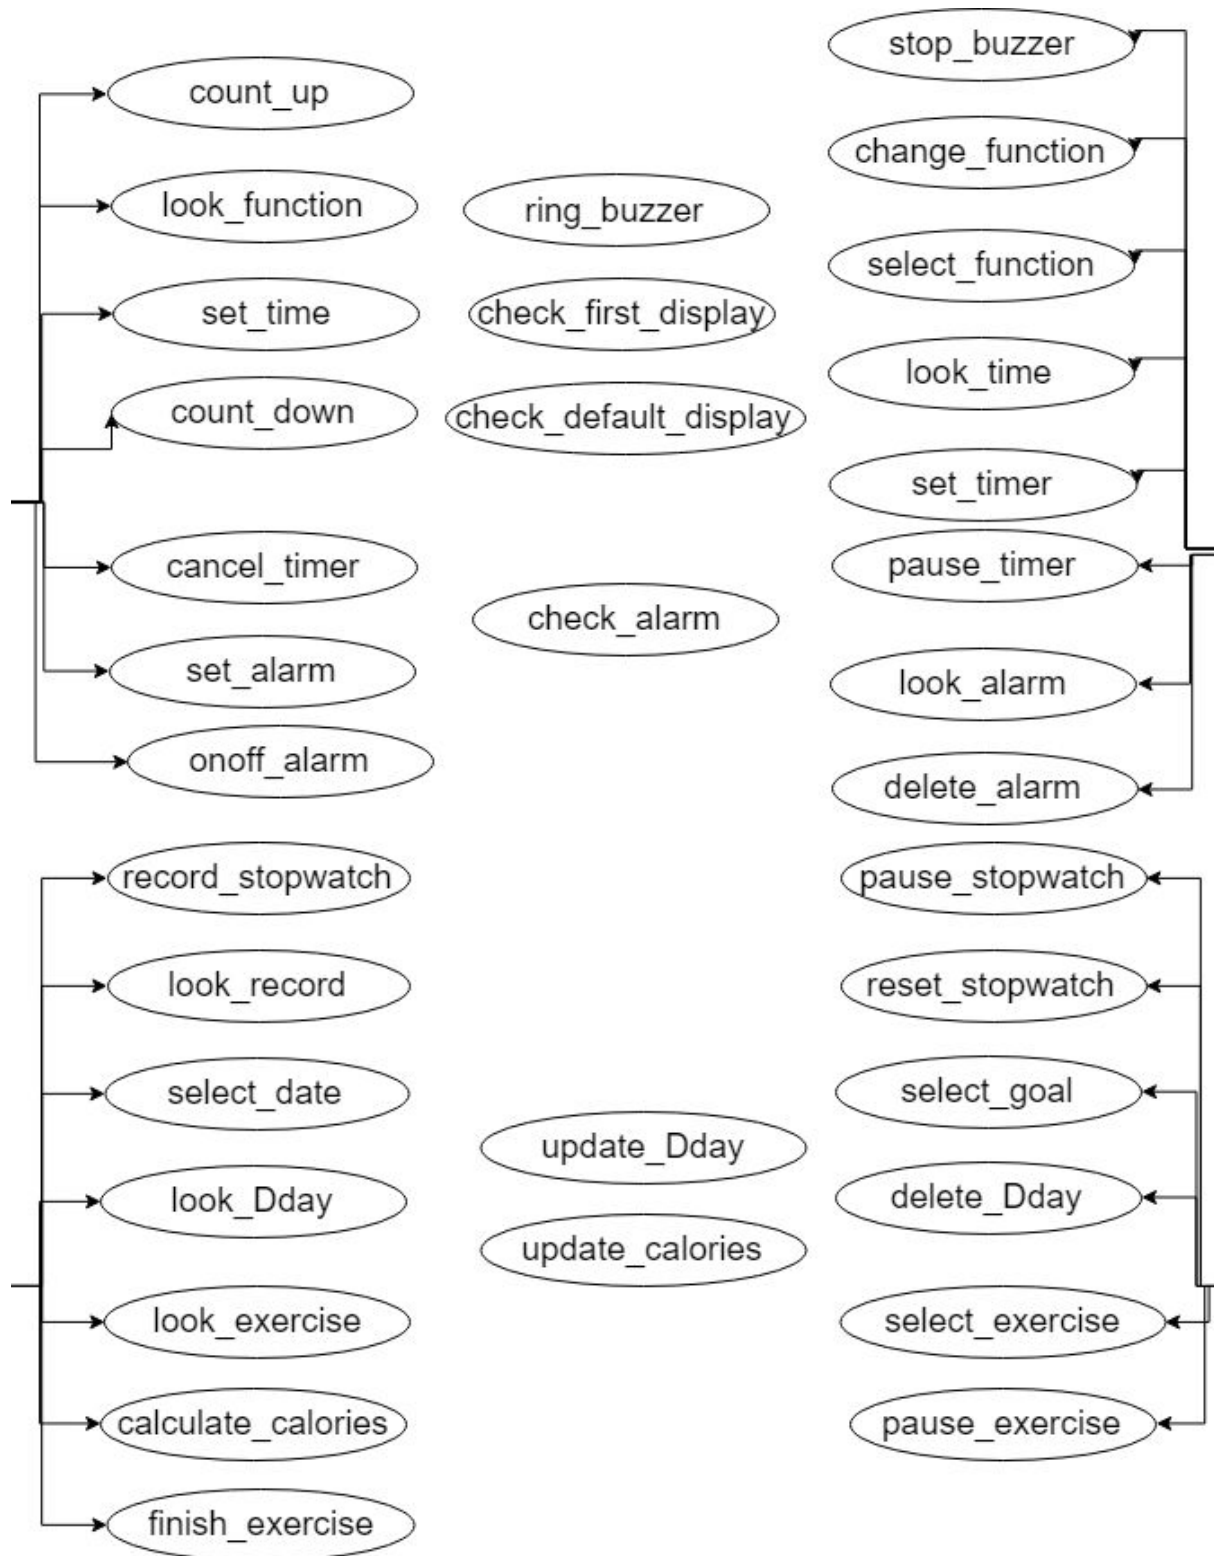 stop_buzzer
count_up
change_function
look_function
ring_buzzer
select_function
set_time
check_first_display
look_time
count_down
check_default_display
set_timer
cancel_timer
pause_timer
check_alarm
set_alarm
look_alarm
onoff_alarm
delete_alarm
record_stopwatch
pause_stopwatch
look_record
reset_stopwatch
select_date
select_goal
update_Dday
look_Dday
delete_Dday
update_calories
look_exercise
select_exercise
calculate_calories
pause_exercise
finish_exercise